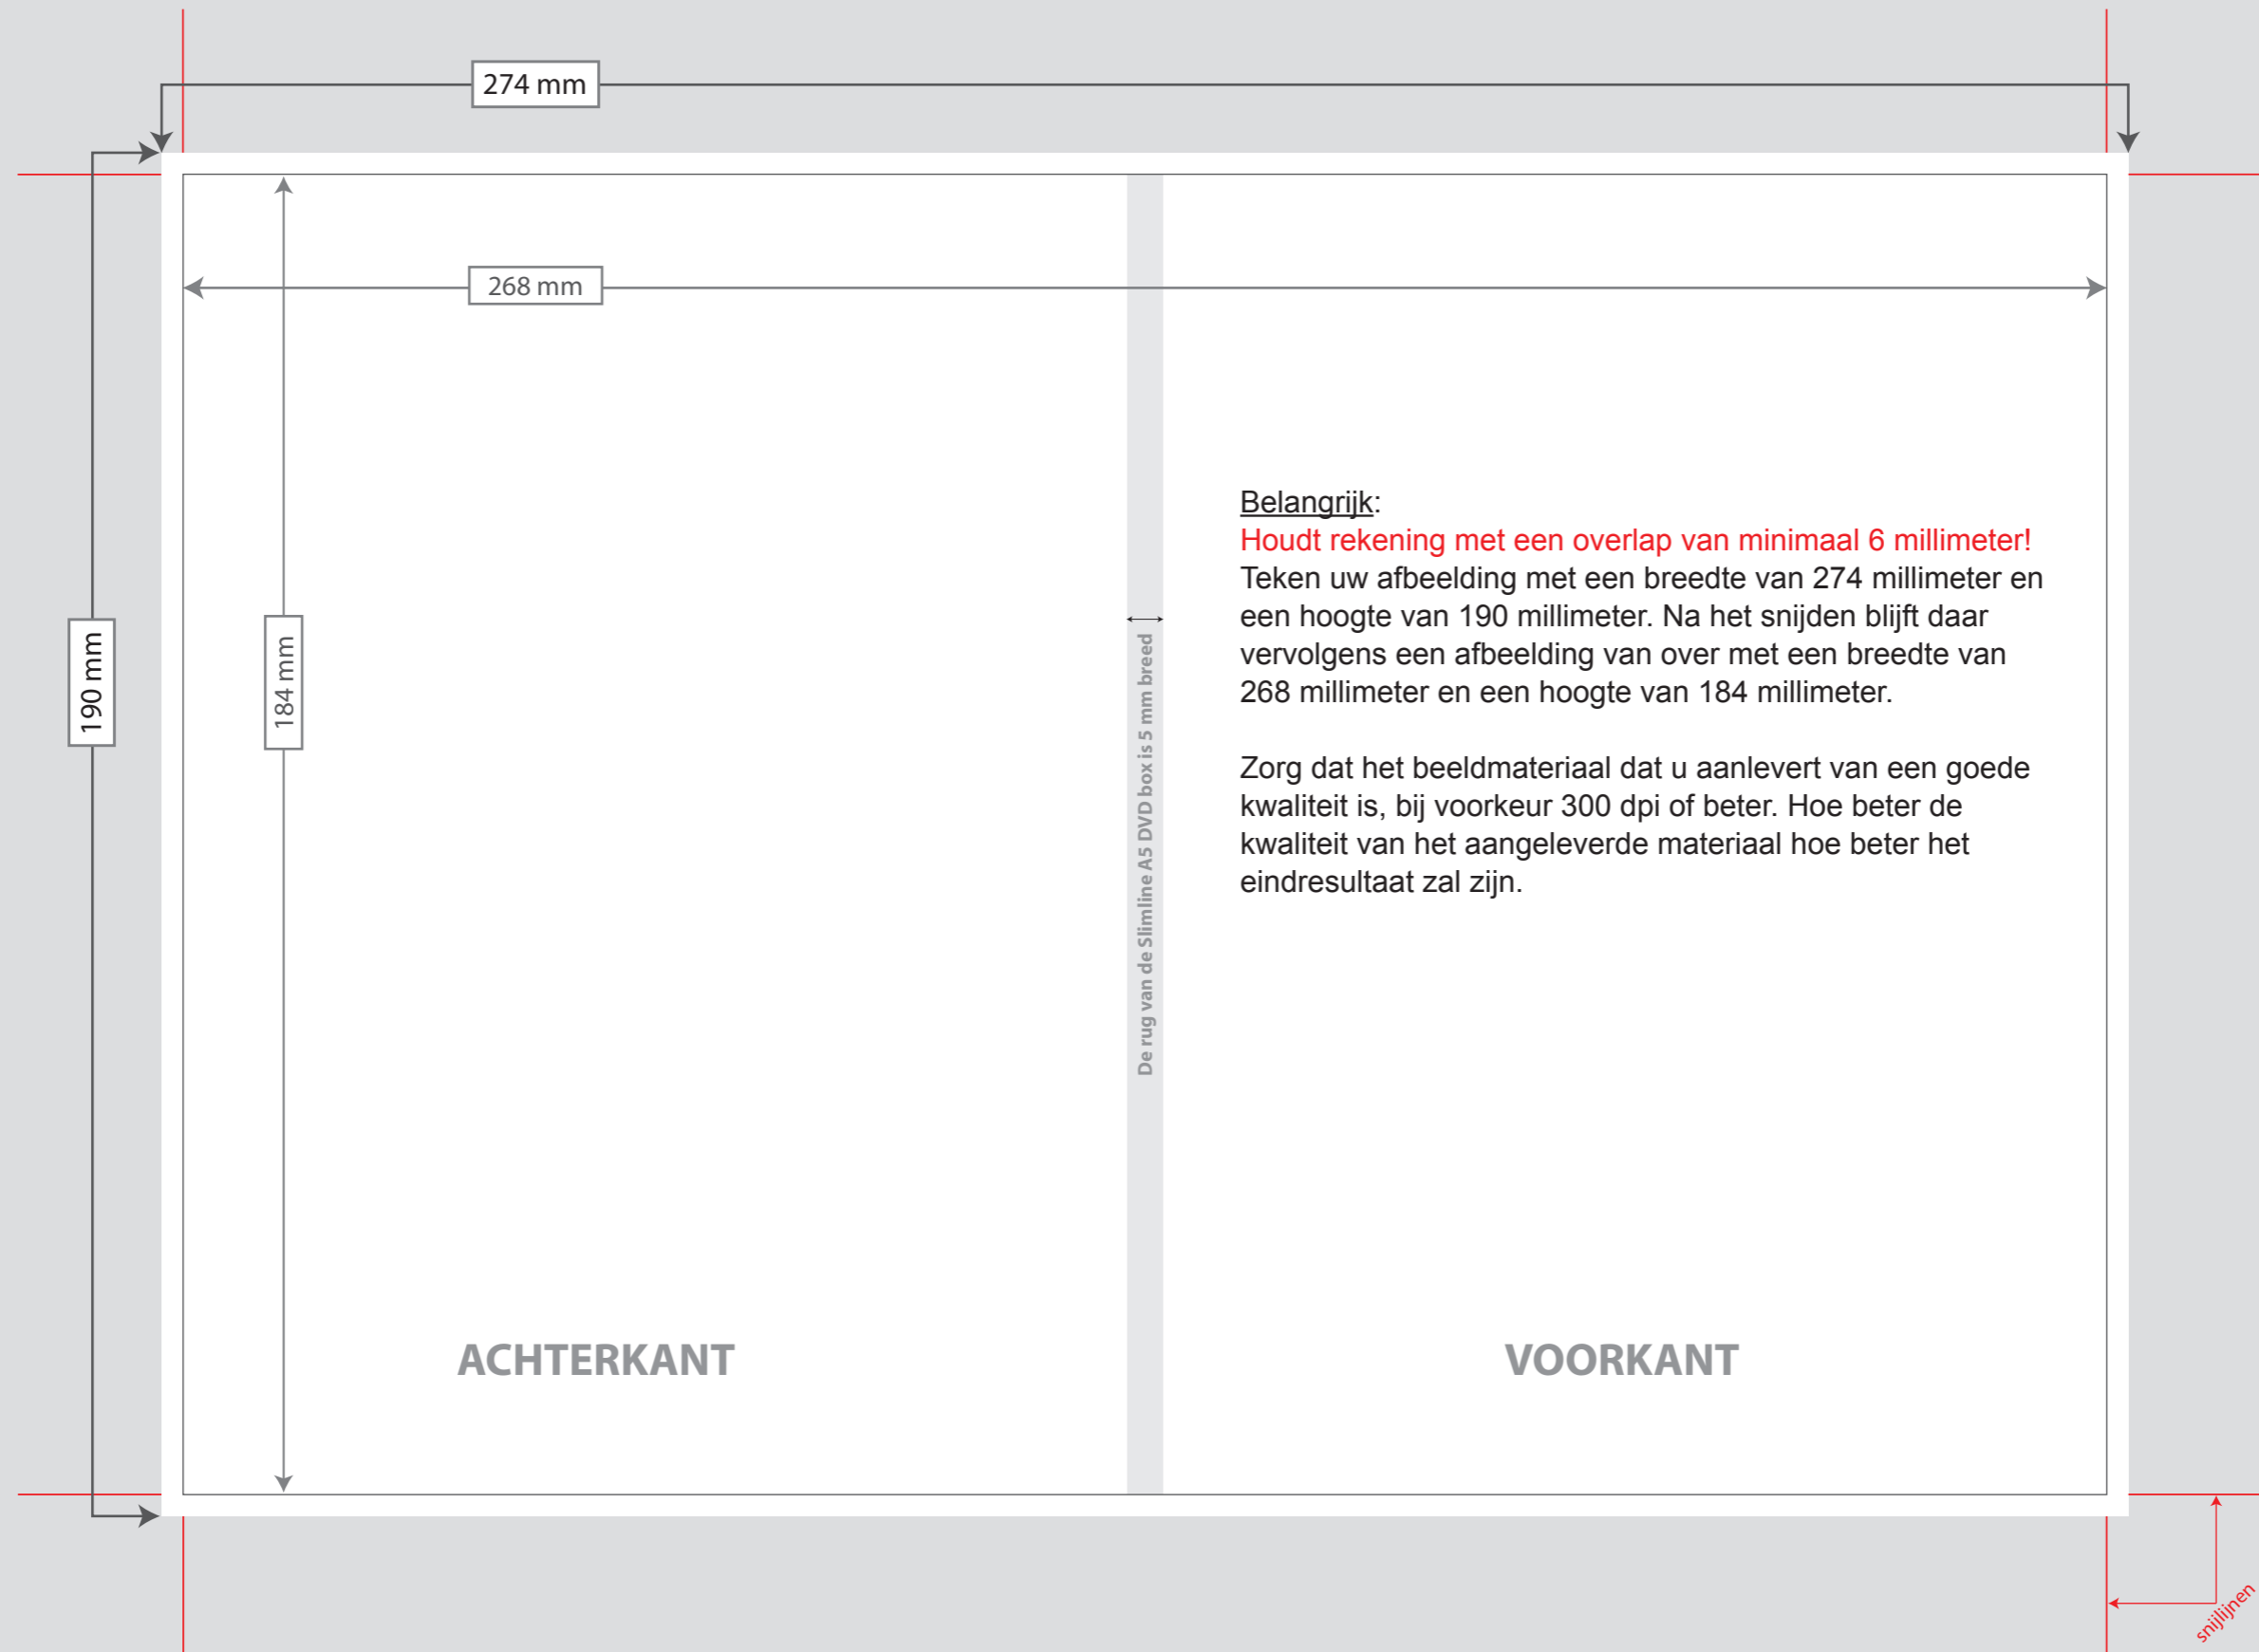 274 mm
268 mm
190 mm
184 mm
De rug van de Slimline A5 DVD box is 5 mm breed
Belangrijk:
Houdt rekening met een overlap van minimaal 6 millimeter!
Teken uw afbeelding met een breedte van 274 millimeter en
een hoogte van 190 millimeter. Na het snijden blijft daar
vervolgens een afbeelding van over met een breedte van
268 millimeter en een hoogte van 184 millimeter.
Zorg dat het beeldmateriaal dat u aanlevert van een goede
kwaliteit is, bij voorkeur 300 dpi of beter. Hoe beter de
kwaliteit van het aangeleverde materiaal hoe beter het
eindresultaat zal zijn.
ACHTERKANT
VOORKANT
snijlijnen